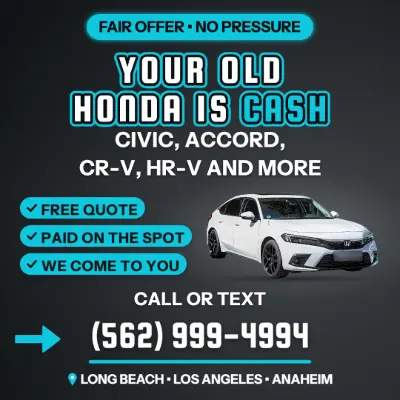 FAIR OFFER • NO PRESSURE
YOUR OLD
HONDA IS CASH
CIVIC, ACCORD,
CR-V, HR-V AND MORE
FREE QUOTE
PAID ON THE SPOT
WE COME TO YOU
CALL OR TEXT
(562) 999-4994
LONG BEACH • LOS ANGELES • ANAHEIM